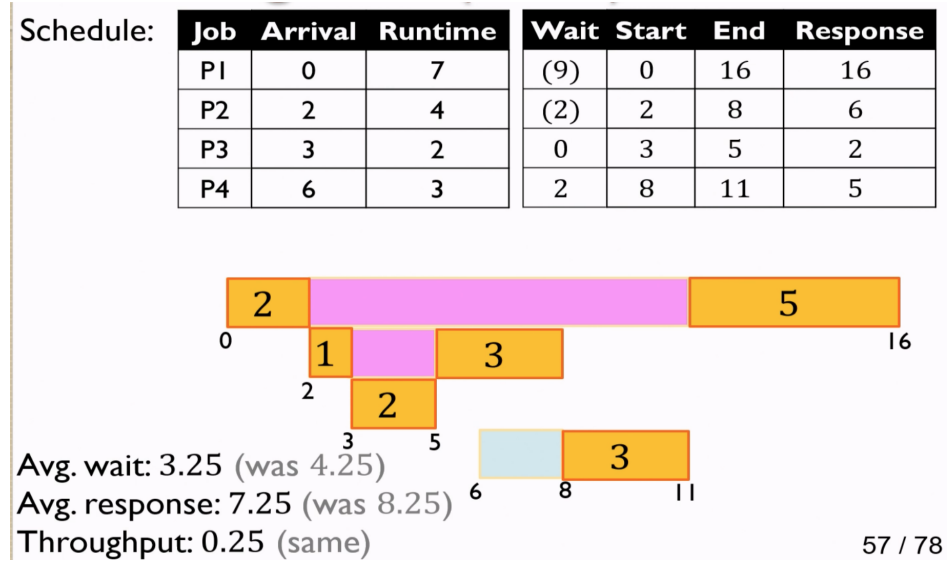 Schedule:
Job Arrival Runtime Wait Start End Response
P1 0 7 (9) 0 16 16
P2 2 4 (2) 2 8 6
P3 3 2 0 3 5 2
P4 6 3 2 8 11 5
2 5
0 16
1 3
2
2
3 5
3
6 8 11
Avg. wait: 3.25 (was 4.25)
Avg. response: 7.25 (was 8.25)
Throughput: 0.25 (same)
57 / 78